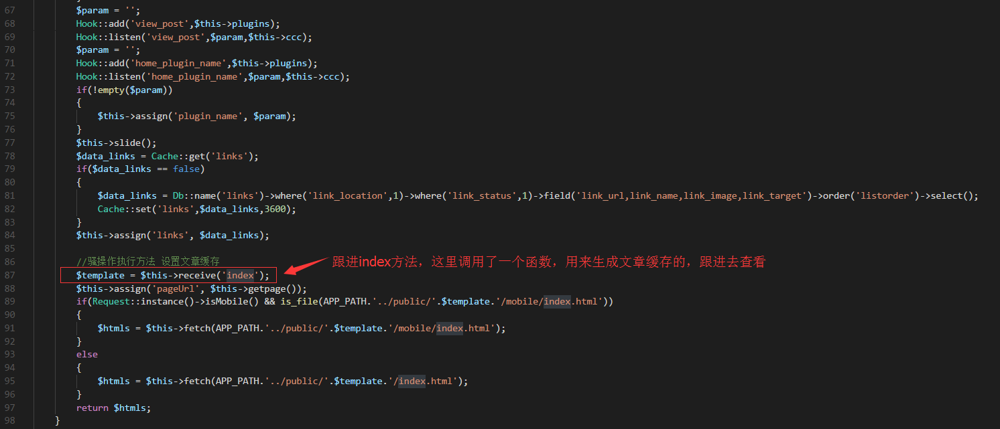 67 $param = '';
68 Hook::add('view_post',$this->plugins);
69 Hook::listen('view_post',$param,$this->ccc);
70 $param = '';
71 Hook::add('home_plugin_name',$this->plugins);
72 Hook::listen('home_plugin_name',$param,$this->ccc);
73 if(!empty($param))
74 {
75 $this->assign('plugin_name', $param);
76 }
77 $this->slide();
78 $data_links = Cache::get('links');
79 if($data_links == false)
80 {
81 $data_links = Db::name('links')->where('link_location',1)->where('link_status',1)->field('link_url,link_name,link_image,link_target')->order('listorder')->select();
82 Cache::set('links',$data_links,3600);
83 }
84 $this->assign('links', $data_links);
85
86 //骚操作执行方法 设置文章缓存
87 $template = $this->receive('index'); 跟进index方法，这里调用了一个函数，用来生成文章缓存的，跟进去查看
88 $this->assign('pageUrl', $this->getpage());
89 if(Request::instance()->isMobile() && is_file(APP_PATH.'../public/'.$template.'/mobile/index.html'))
90 {
91 $htmls = $this->fetch(APP_PATH.'../public/'.$template.'/mobile/index.html');
92 }
93 else
94 {
95 $htmls = $this->fetch(APP_PATH.'../public/'.$template.'/index.html');
96 }
97 return $htmls;
98 }